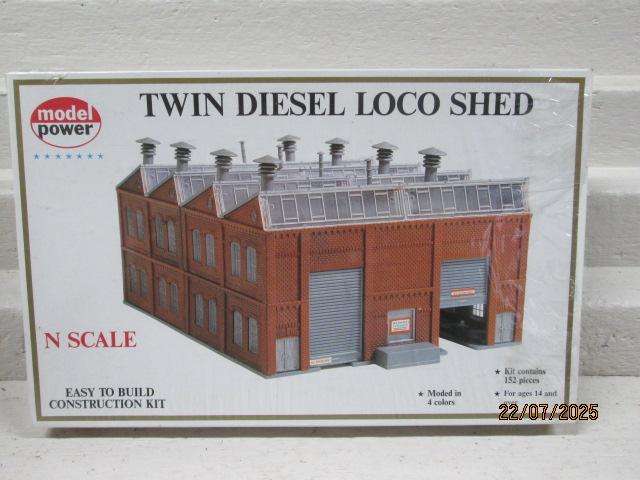 model
power
TWIN DIESEL LOCO SHED
N SCALE
EASY TO BUILD
CONSTRUCTION KIT
★ Moded in
4 colors
★ Kit contains
152 pieces
★ For ages 14 and
22/07/2025